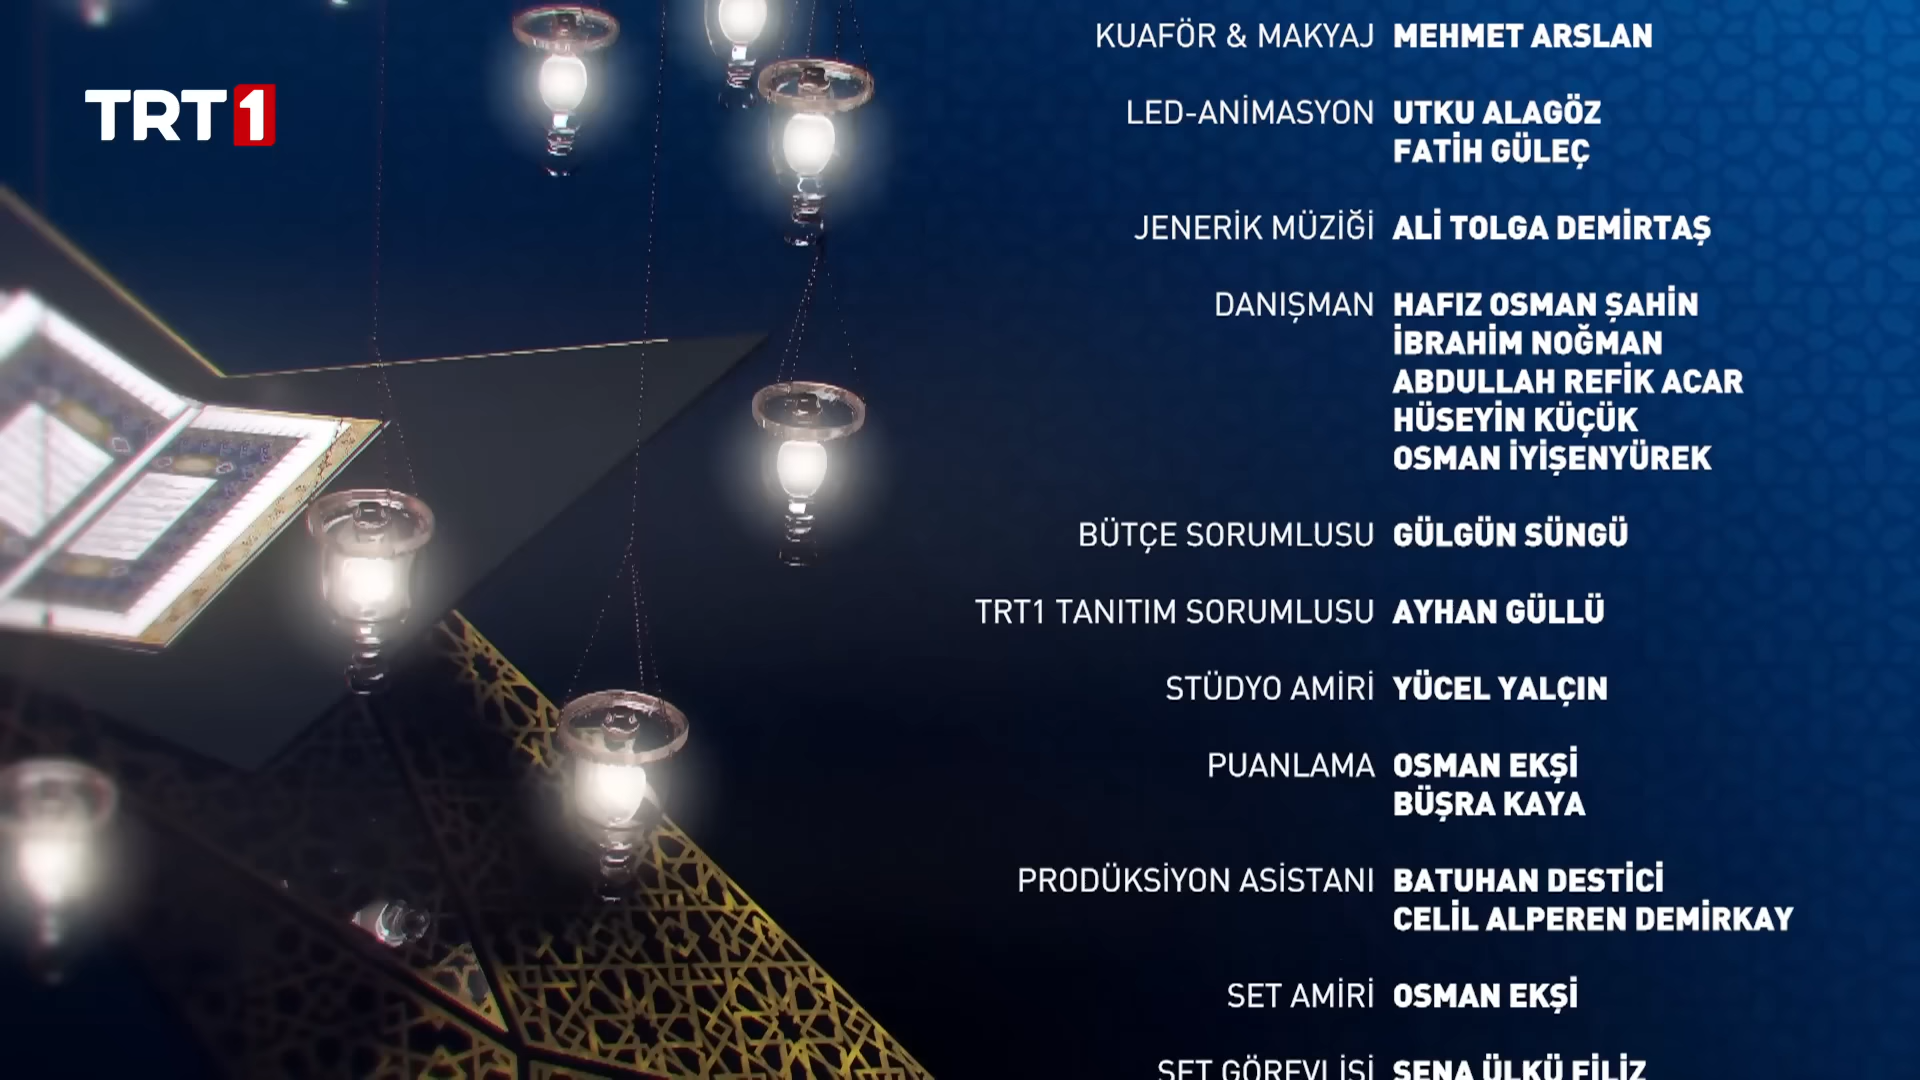 TRT 1
KUAFÖR & MAKYAJ MEHMET ARSLAN
LED-ANİMASYON UTKU ALAGÖZ
FATİH GÜLEÇ
JENERİK MÜZİĞİ ALİ TOLGA DEMİRTAŞ
DANIŞMAN HAFIZ OSMAN ŞAHİN
İBRAHİM NOĞMAN
ABDULLAH REFİK ACAR
HÜSEYİN KÜÇÜK
OSMAN İYİŞENYÜREK
BÜTÇE SORUMLUSU GÜLGÜN SÜNGÜ
TRT1 TANITIM SORUMLUSU AYHAN GÜLLÜ
STÜDYO AMİRİ YÜCEL YALÇIN
PUANLAMA OSMAN EKŞİ
BÜŞRA KAYA
PRODÜKSİYON ASİSTANI BATUHAN DESTİCİ
CELİL ALPEREN DEMİRKAY
SET AMİRİ OSMAN EKŞİ
SET GÖREVLİSİ SENA ÜLKÜ FİLİZ